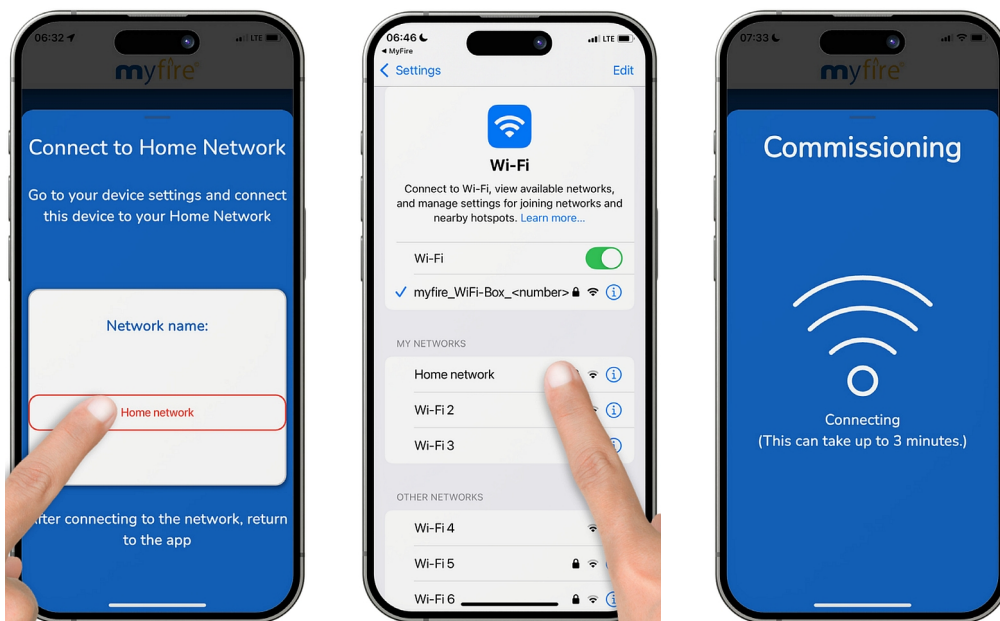 06:32
LTE
myfire®
Connect to Home Network
Go to your device settings and connect
this device to your Home Network
Network name:
Home network
After connecting to the network, return
to the app
06:46
LTE
MyFire
Settings
Edit
Wi-Fi
Connect to Wi-Fi, view available networks,
and manage settings for joining networks and
nearby hotspots. Learn more...
Wi-Fi
myfire_WiFi-Box_<number>
MY NETWORKS
Home network
Wi-Fi 2
Wi-Fi 3
OTHER NETWORKS
Wi-Fi 4
Wi-Fi 5
Wi-Fi 6
07:33
myfire®
Commissioning
Connecting
(This can take up to 3 minutes.)